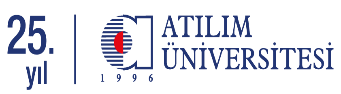 25.
yıl
1996
ATILIM
ÜNİVERSİTESİ